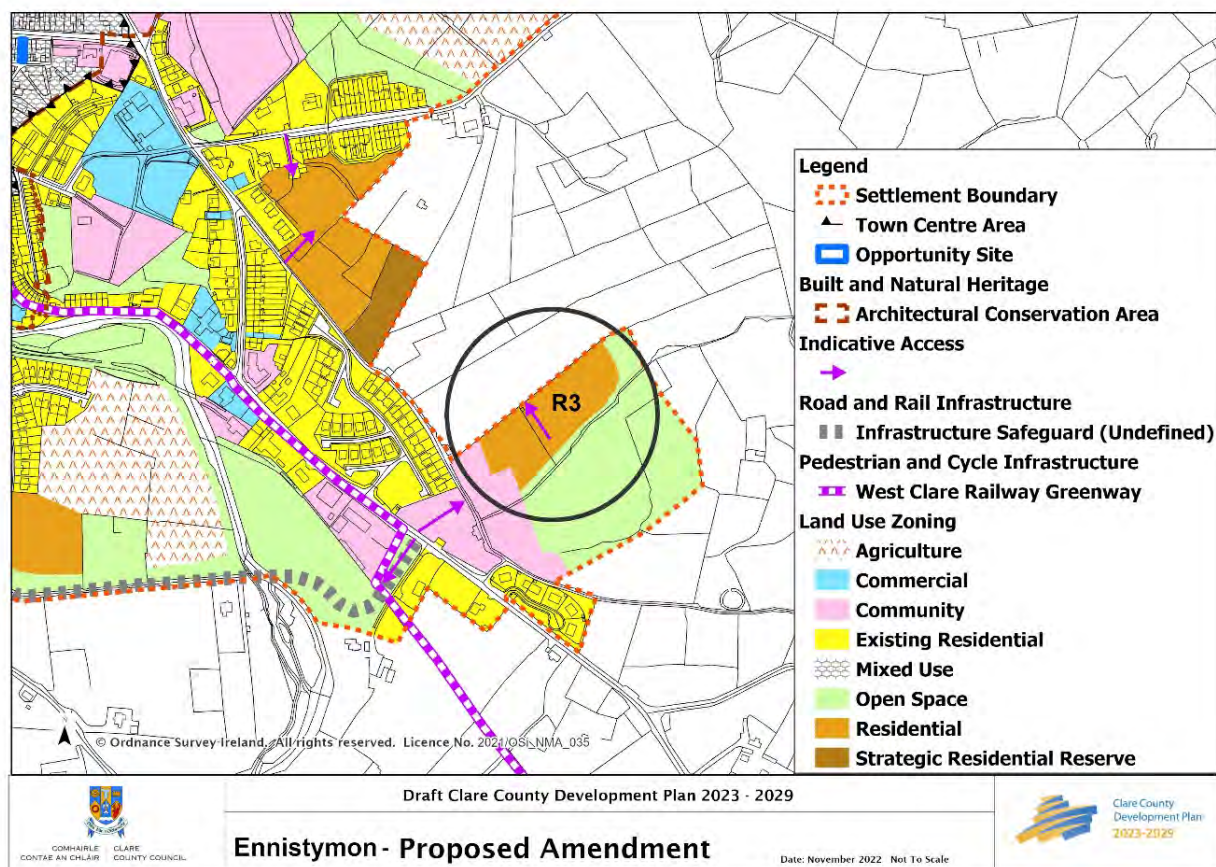 R3
Legend
Settlement Boundary
Town Centre Area
Opportunity Site
Built and Natural Heritage
Architectural Conservation Area
Indicative Access
Road and Rail Infrastructure
Infrastructure Safeguard (Undefined)
Pedestrian and Cycle Infrastructure
West Clare Railway Greenway
Land Use Zoning
Agriculture
Commercial
Community
Existing Residential
Mixed Use
Open Space
Residential
Strategic Residential Reserve
© Ordnance Survey Ireland. All rights reserved. Licence No. 2021/OSi_NMA_035
COMHAIRLE CONTAE AN CHLÁIR
CLARE COUNTY COUNCIL
Draft Clare County Development Plan 2023 - 2029
Ennistymon - Proposed Amendment
Date: November 2022 Not To Scale
Clare County
Development Plan
2023-2029